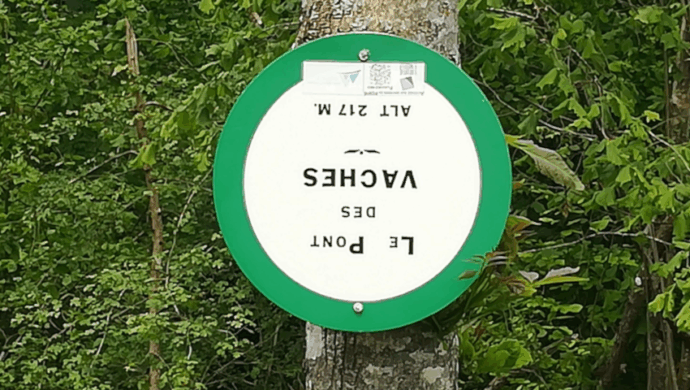 LE PONT
DES
VACHES
ALT. 217 M.